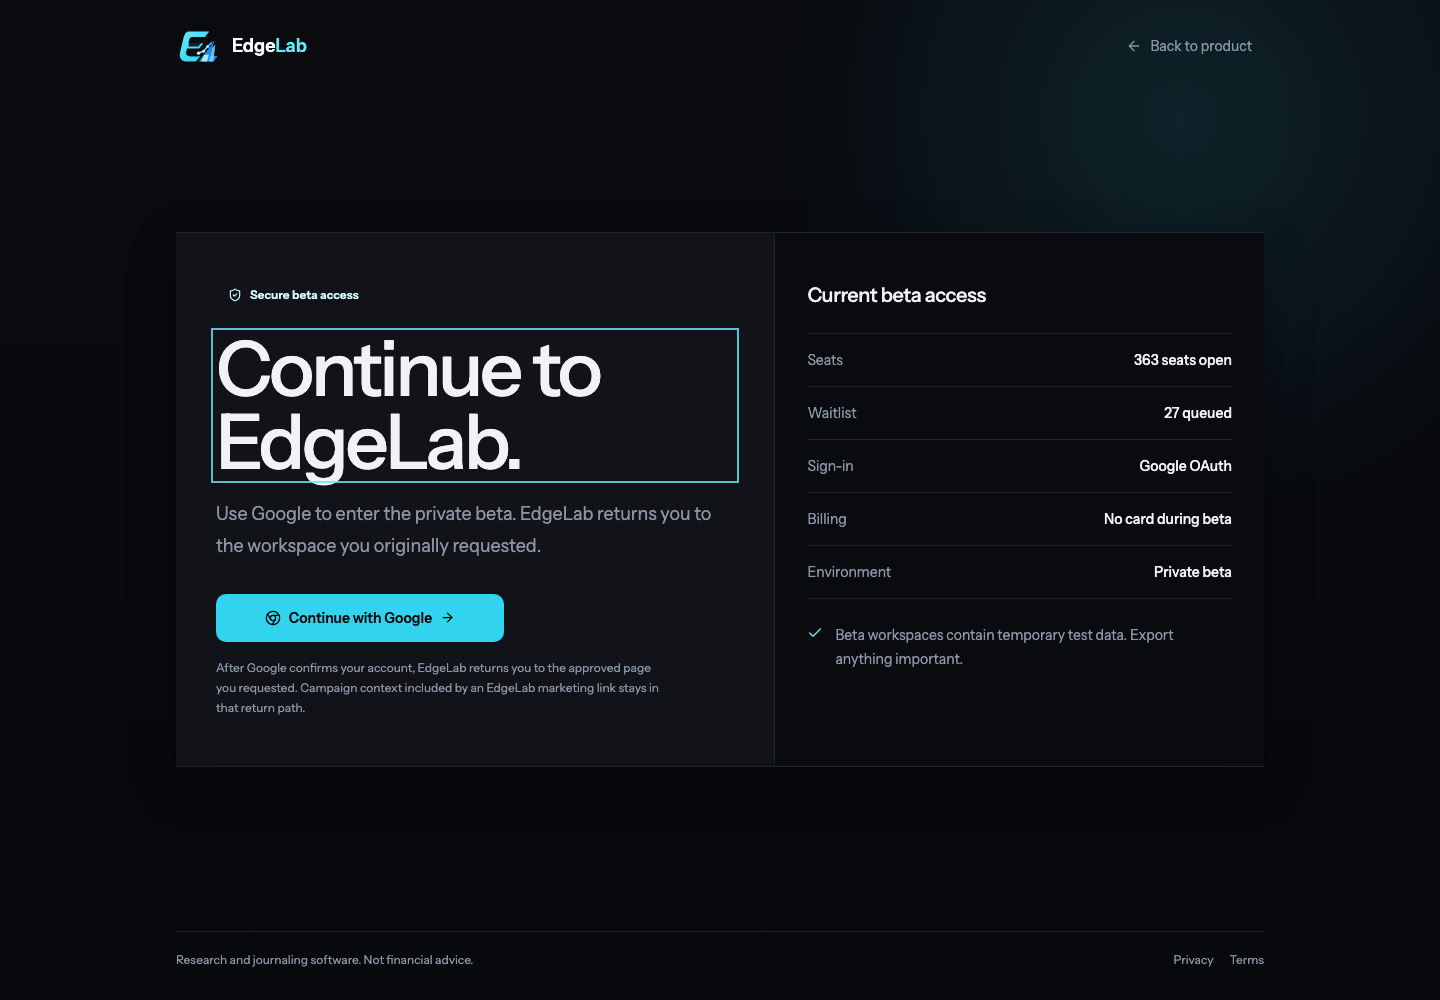 EdgeLab
Back to product
Secure beta access
Continue to
EdgeLab.
Use Google to enter the private beta. EdgeLab returns you to
the workspace you originally requested.
Continue with Google
After Google confirms your account, EdgeLab returns you to the approved page
you requested. Campaign context included by an EdgeLab marketing link stays in
that return path.
Current beta access
Seats 363 seats open
Waitlist 27 queued
Sign-in Google OAuth
Billing No card during beta
Environment Private beta
Beta workspaces contain temporary test data. Export
anything important.
Research and journaling software. Not financial advice.
Privacy Terms